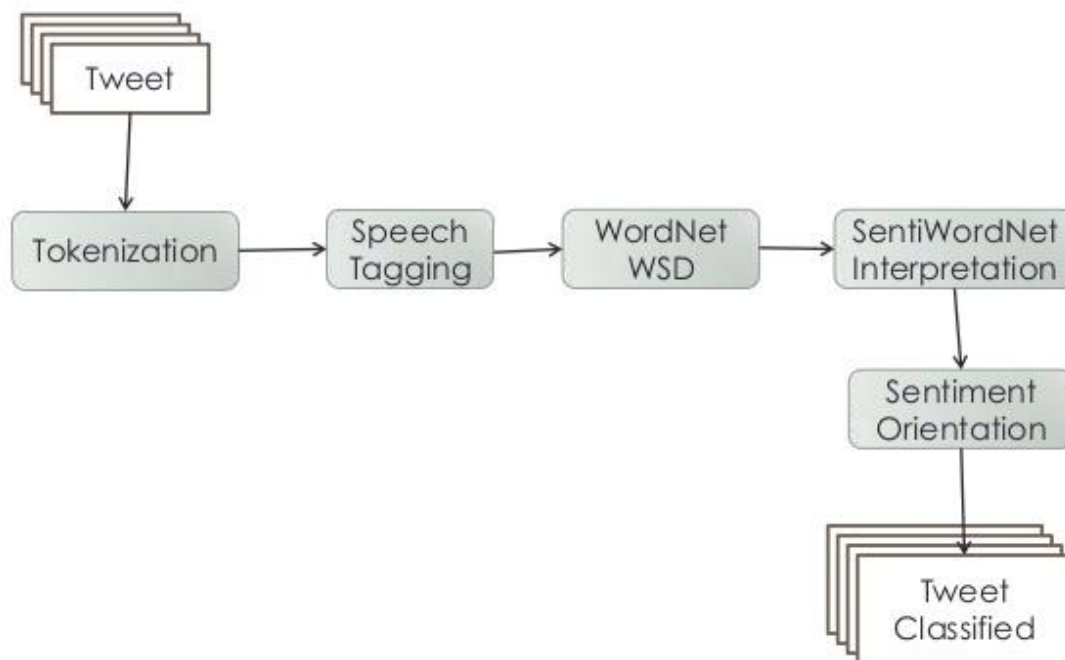 Tweet
Tokenization
Speech
Tagging
WordNet
WSD
SentiWordNet
Interpretation
Sentiment
Orientation
Tweet
Classified